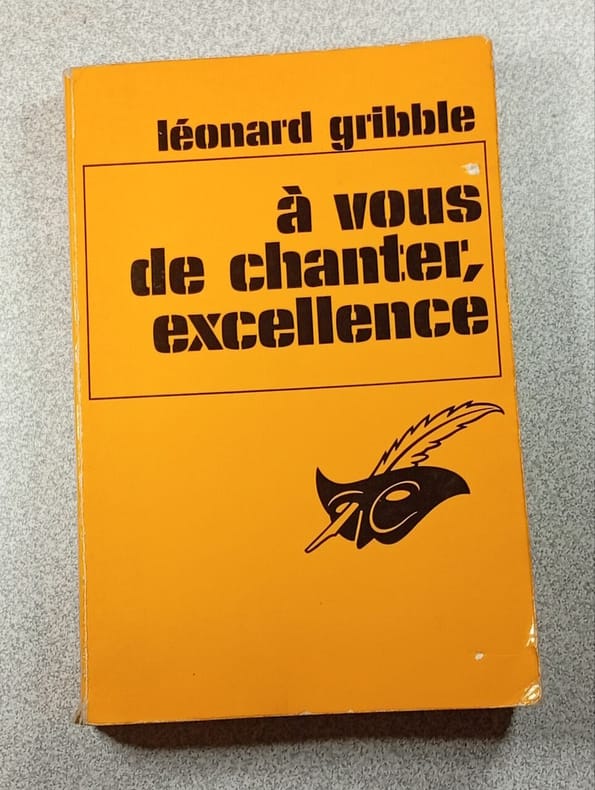 léonard gribble
à vous
de chanter,
excellence